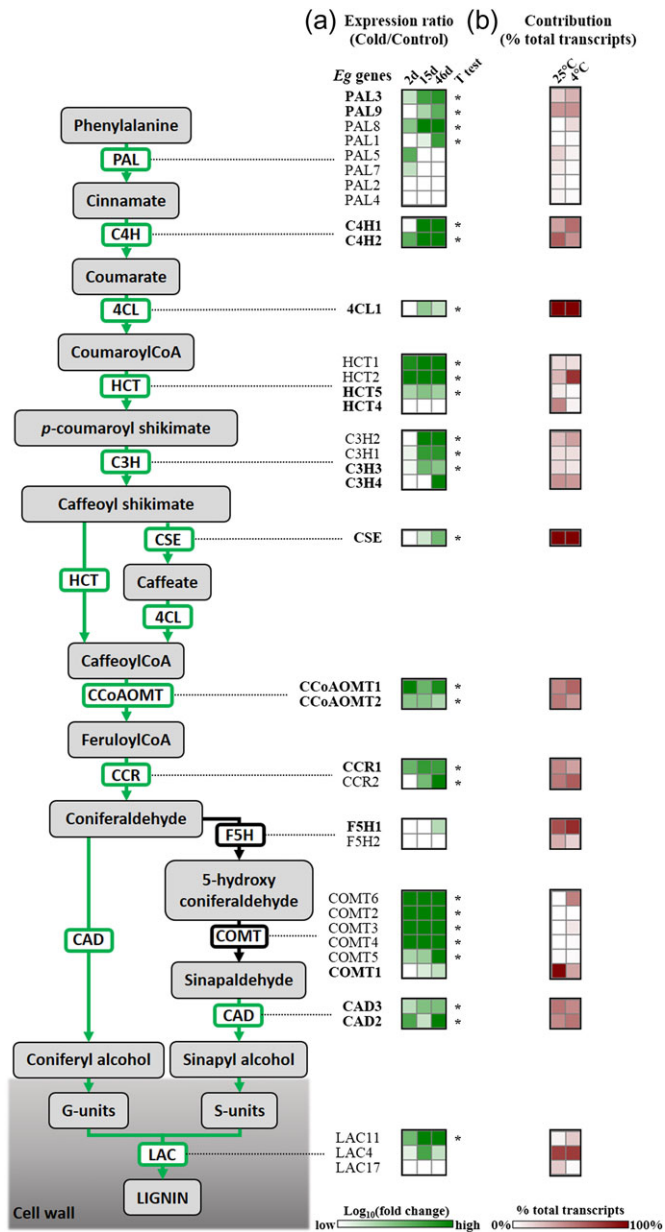 (a) Expression ratio (b) Contribution
(Cold/Control) (% total transcripts)
Eg genes 2d 15d 46d T test 25°C 4°C
Phenylalanine
PAL
Cinnamate
C4H
Coumarate
4CL
CoumaroylCoA
HCT
p-coumaroyl shikimate
C3H
Caffeoyl shikimate
CSE
HCT
Caffeate
4CL
CaffeoylCoA
CCoAOMT
FeruloylCoA
CCR
Coniferaldehyde
F5H
5-hydroxy
coniferaldehyde
COMT
CAD
Sinapaldehyde
CAD
Coniferyl alcohol Sinapyl alcohol
G-units S-units
LAC
LIGNIN
Cell wall
PAL3 *
PAL9 *
PAL8 *
PAL1 *
PAL5
PAL7
PAL2
PAL4
C4H1 *
C4H2 *
4CL1 *
HCT1 *
HCT2 *
HCT5 *
HCT4
C3H2 *
C3H1 *
C3H3 *
C3H4
CSE *
CCoAOMT1 *
CCoAOMT2 *
CCR1 *
CCR2 *
F5H1
F5H2
COMT6 *
COMT2 *
COMT3 *
COMT4 *
COMT5 *
COMT1
CAD3 *
CAD2 *
LAC11 *
LAC4
LAC17
Log10(fold change) % total transcripts
low high 0% 100%